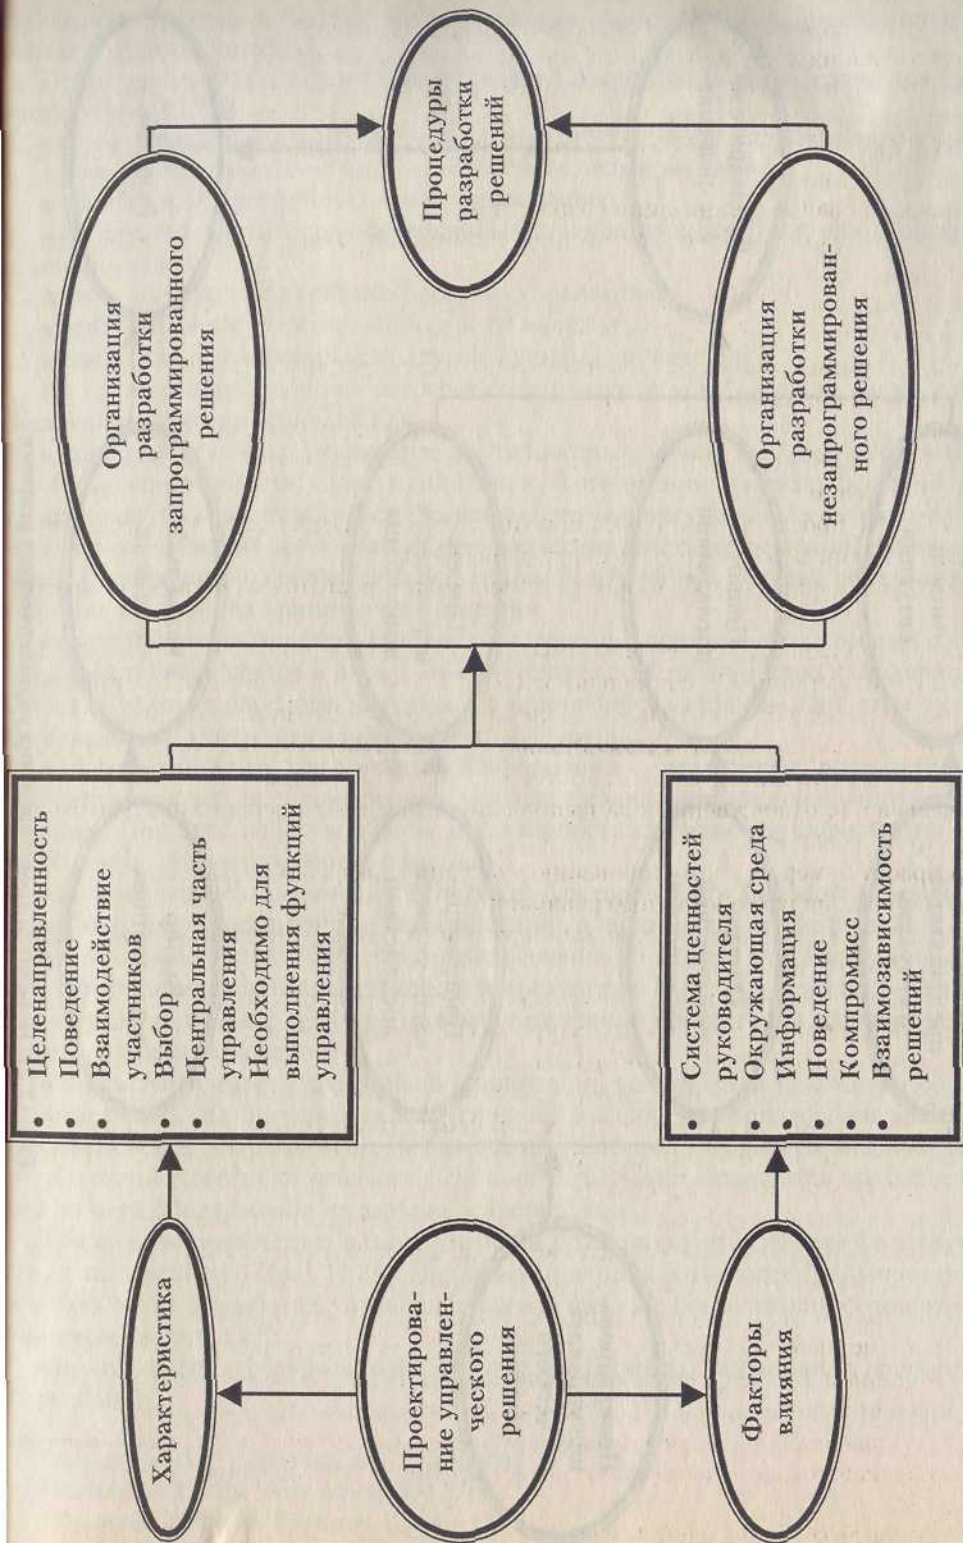 Характеристика
Проектирова-
ние управлен-
ческого
решения
Факторы
влияния
• Целенаправленность
• Поведение
• Взаимодействие
участников
• Выбор
• Центральная часть
управления
• Необходимо для
выполнения функций
управления
• Система ценностей
руководителя
• Окружающая среда
• Информация
• Поведение
• Компромисс
• Взаимозависимость
решений
Организация
разработки
запрограммированного
решения
Организация
разработки
незапрограммирован-
ного решения
Процедуры
разработки
решений